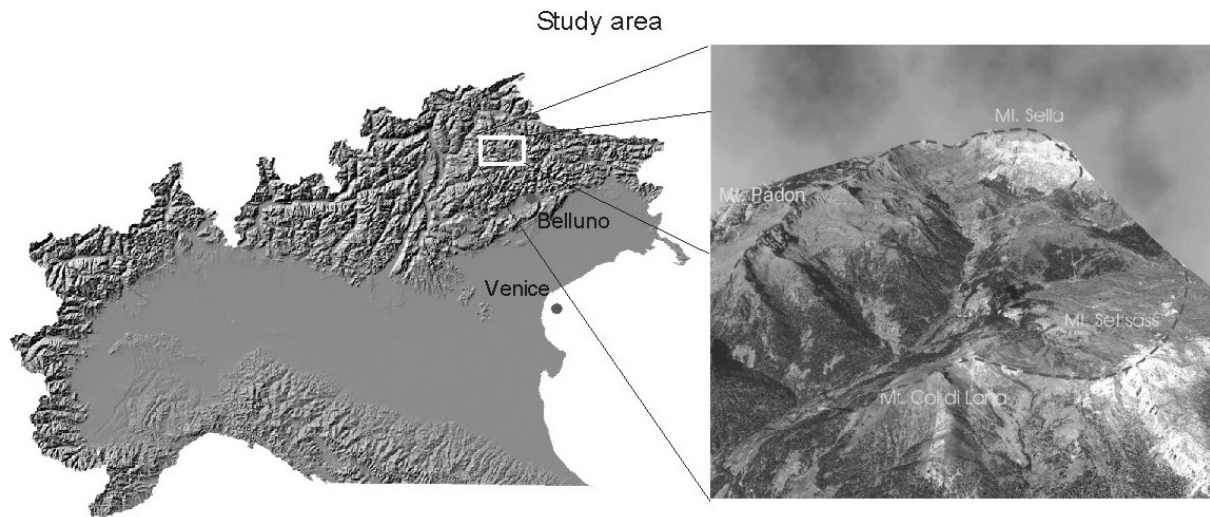 Study area
Belluno
Venice
Mt. Sella
Mt. Padon
Mt. Setsass
Mt. Col di Lana